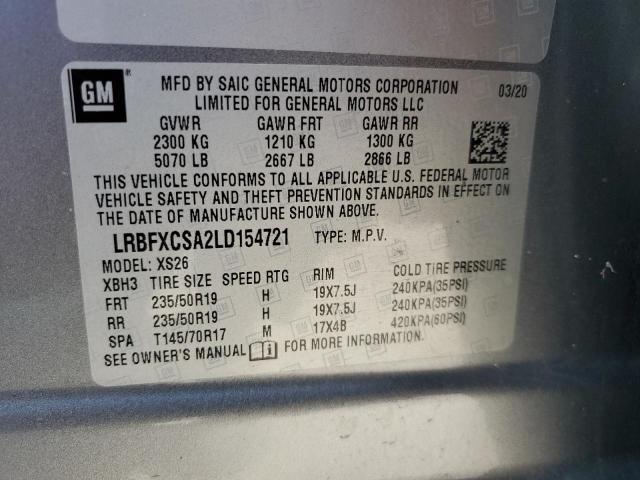 GM
MFD BY SAIC GENERAL MOTORS CORPORATION
LIMITED FOR GENERAL MOTORS LLC
03/20
GVWR GAWR FRT GAWR RR
2300 KG 1210 KG 1300 KG
5070 LB 2667 LB 2866 LB
THIS VEHICLE CONFORMS TO ALL APPLICABLE U.S. FEDERAL MOTOR
VEHICLE SAFETY AND THEFT PREVENTION STANDARDS IN EFFECT ON
THE DATE OF MANUFACTURE SHOWN ABOVE.
LRBFXCSA2LD154721 TYPE: M.P.V.
MODEL: XS26
XBH3 TIRE SIZE SPEED RTG RIM COLD TIRE PRESSURE
FRT 235/50R19 H 19X7.5J 240KPA(35PSI)
RR 235/50R19 H 19X7.5J 240KPA(35PSI)
SPA T145/70R17 M 17X4B 420KPA(60PSI)
SEE OWNER'S MANUAL FOR MORE INFORMATION.